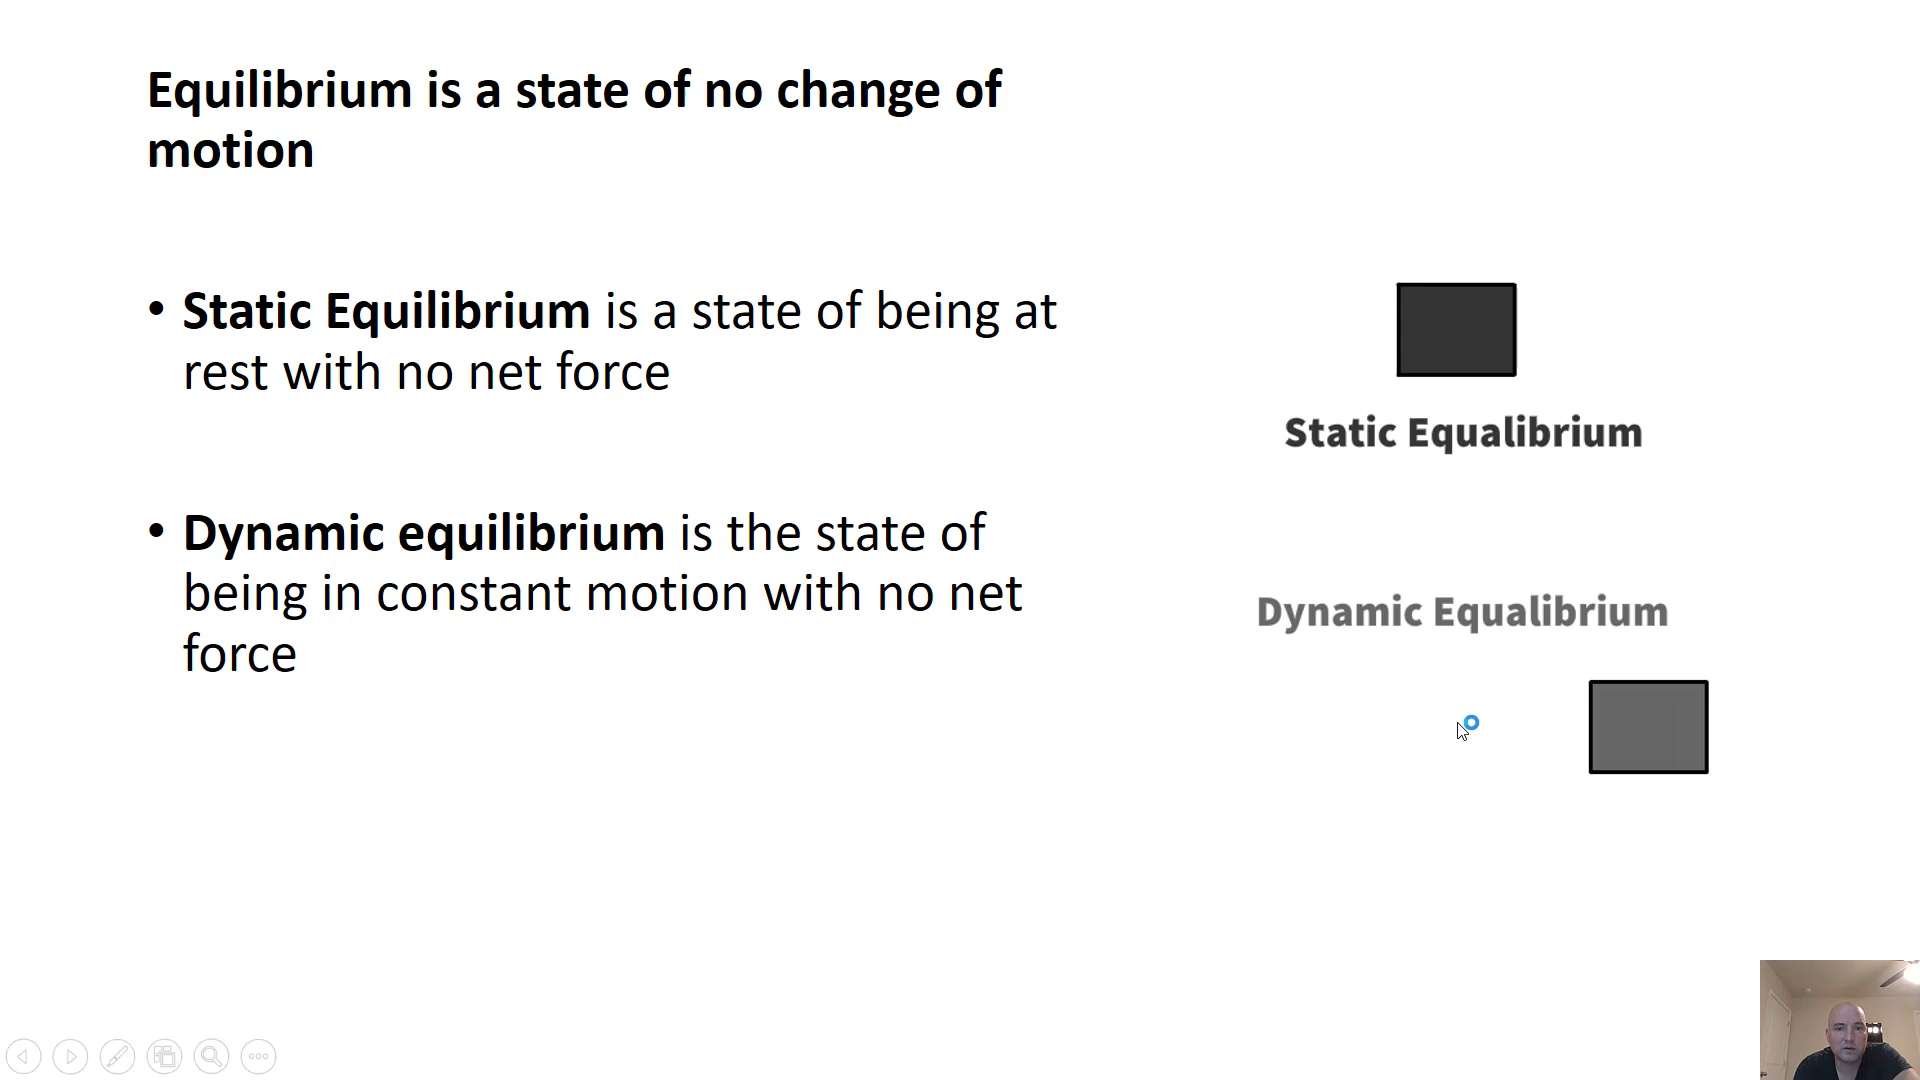 Equilibrium is a state of no change of
motion
• Static Equilibrium is a state of being at
rest with no net force
• Dynamic equilibrium is the state of
being in constant motion with no net
force
Static Equalibrium
Dynamic Equalibrium